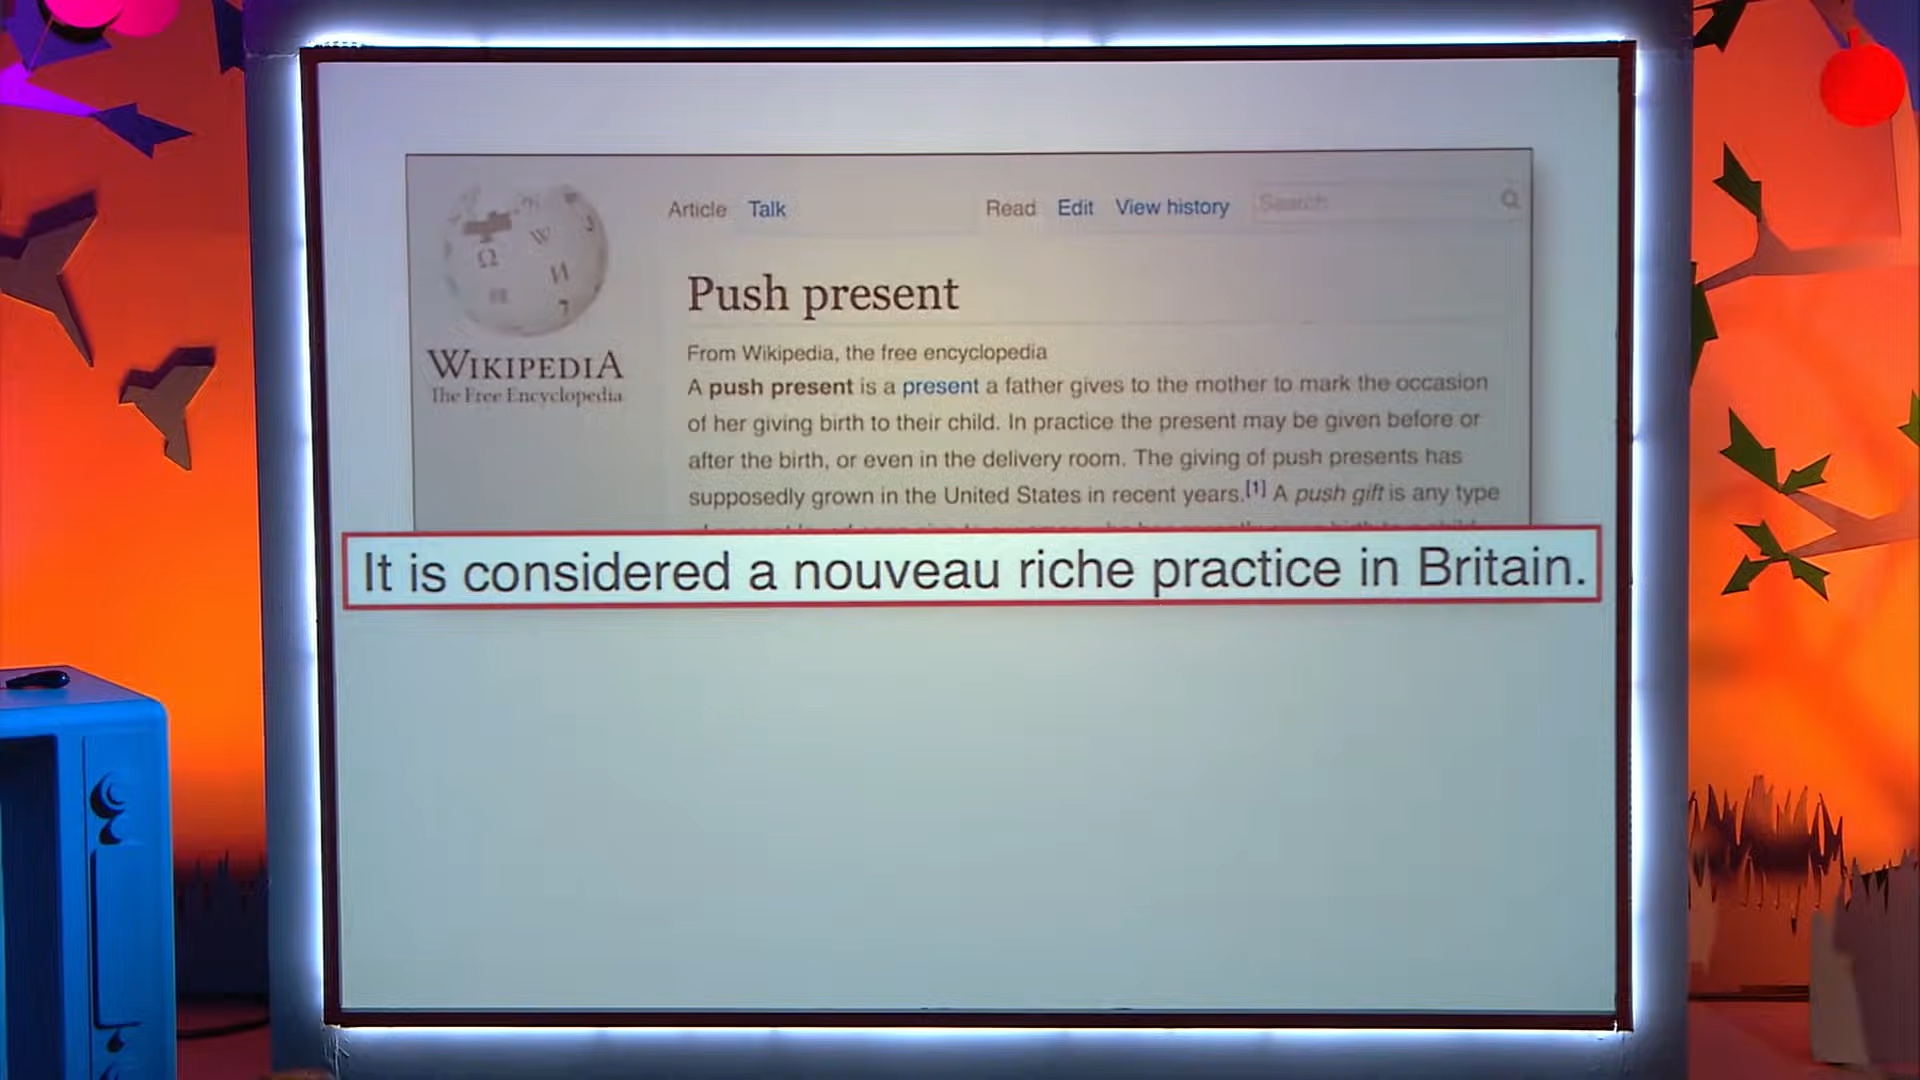 Article Talk Read Edit View history Search
Push present
WIKIPEDIA
The Free Encyclopedia
From Wikipedia, the free encyclopedia
A push present is a present a father gives to the mother to mark the occasion
of her giving birth to their child. In practice the present may be given before or
after the birth, or even in the delivery room. The giving of push presents has
supposedly grown in the United States in recent years.[1] A push gift is any type
It is considered a nouveau riche practice in Britain.